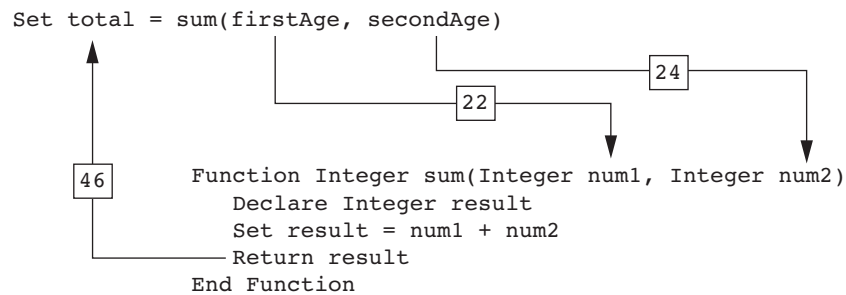 Set total = sum(firstAge, secondAge)
24
22
46
Function Integer sum(Integer num1, Integer num2)
Declare Integer result
Set result = num1 + num2
Return result
End Function